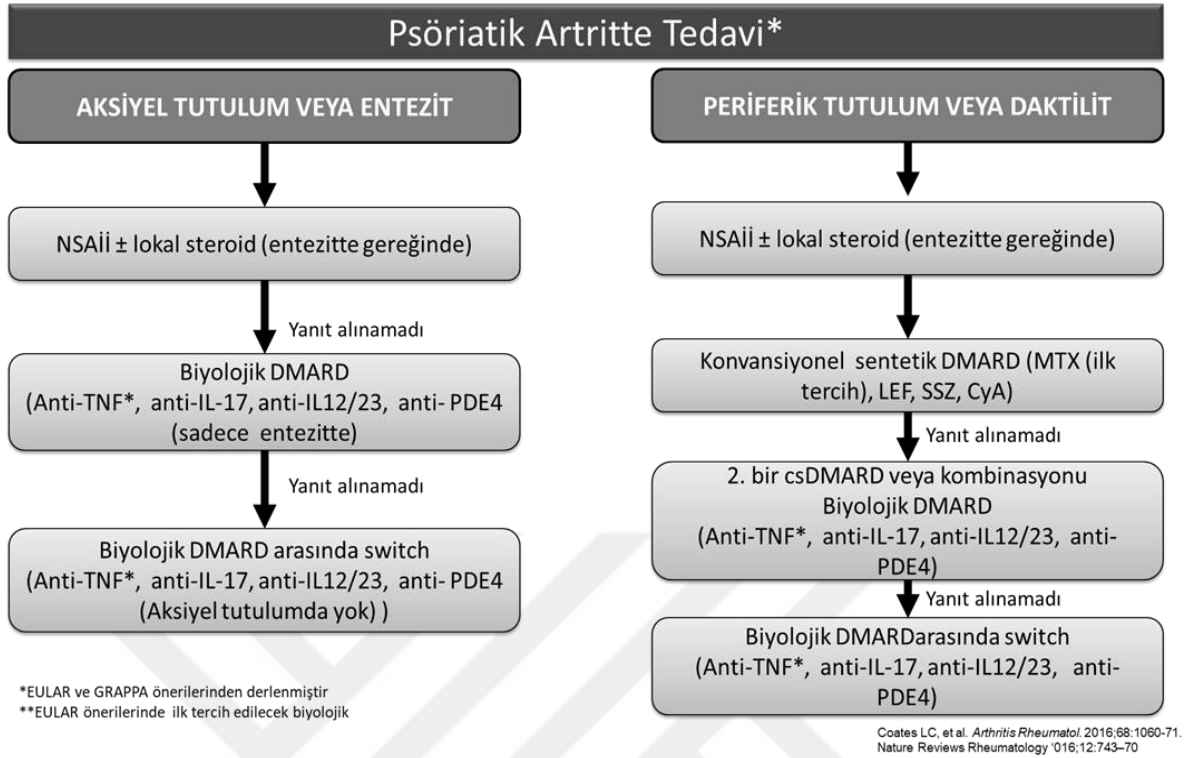 Psöriatik Artritte Tedavi*
AKSİYEL TUTULUM VEYA ENTEZİT
NSAİİ ± lokal steroid (entezitte gereğinde)
Yanıt alınamadı
Biyolojik DMARD
(Anti-TNF*, anti-IL-17, anti-IL12/23, anti- PDE4
(sadece entezitte)
Yanıt alınamadı
Biyolojik DMARD arasında switch
(Anti-TNF*, anti-IL-17, anti-IL12/23, anti- PDE4
(Aksiyel tutulumda yok) )
PERİFERİK TUTULUM VEYA DAKTİLİT
NSAİİ ± lokal steroid (entezitte gereğinde)
Konvansiyonel sentetik DMARD (MTX (ilk
tercih), LEF, SSZ, CyA)
Yanıt alınamadı
2. bir csDMARD veya kombinasyonu
Biyolojik DMARD
(Anti-TNF*, anti-IL-17, anti-IL12/23, anti-
PDE4)
Yanıt alınamadı
Biyolojik DMARDarasında switch
(Anti-TNF*, anti-IL-17, anti-IL12/23, anti-
PDE4)
*EULAR ve GRAPPA önerilerinden derlenmiştir
**EULAR önerilerinde ilk tercih edilecek biyolojik
Coates LC, et al. Arthritis Rheumatol. 2016;68:1060-71.
Nature Reviews Rheumatology '016;12:743–70